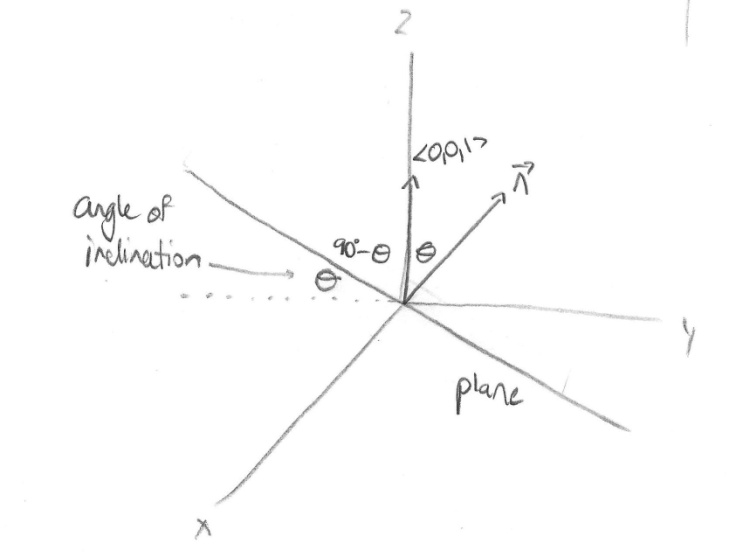 Z
<0,0,1>
n⃗
angle of
inclination
90°-θ
θ
θ
y
plane
x